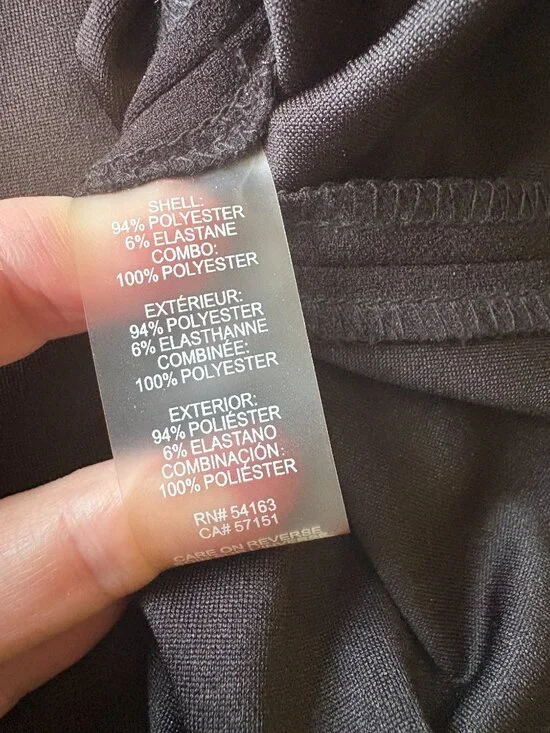 SHELL:
94% POLYESTER
6% ELASTANE
COMBO:
100% POLYESTER
EXTÉRIEUR:
94% POLYESTER
6% ELASTHANNE
COMBINÉE:
100% POLYESTER
EXTERIOR:
94% POLIÉSTER
6% ELASTANO
COMBINACIÓN:
100% POLIÉSTER
RN# 54163
CA# 57151
CARE ON REVERSE